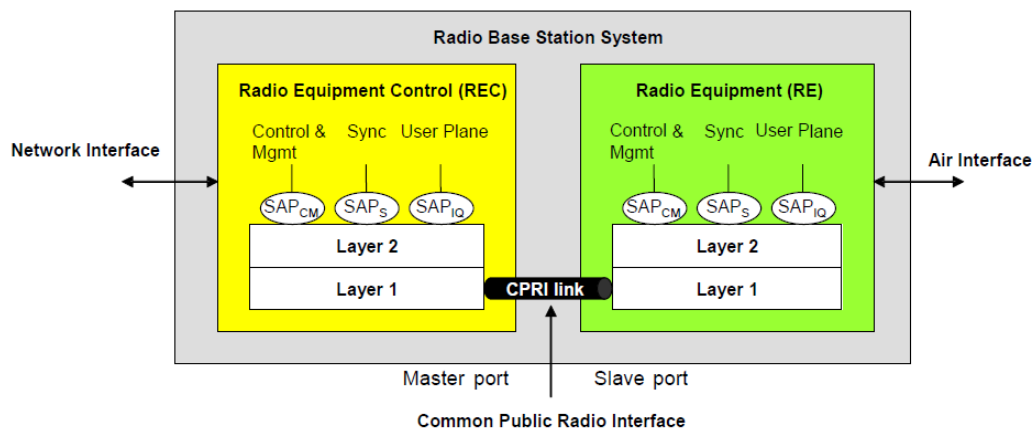 Radio Base Station System
Radio Equipment Control (REC)
Radio Equipment (RE)
Control &
Mgmt
Sync
User Plane
Control &
Mgmt
Sync
User Plane
Network Interface
Air Interface
SAPCM
SAPS
SAPIQ
SAPCM
SAPS
SAPIQ
Layer 2
Layer 2
Layer 1
CPRI link
Layer 1
Master port
Slave port
Common Public Radio Interface